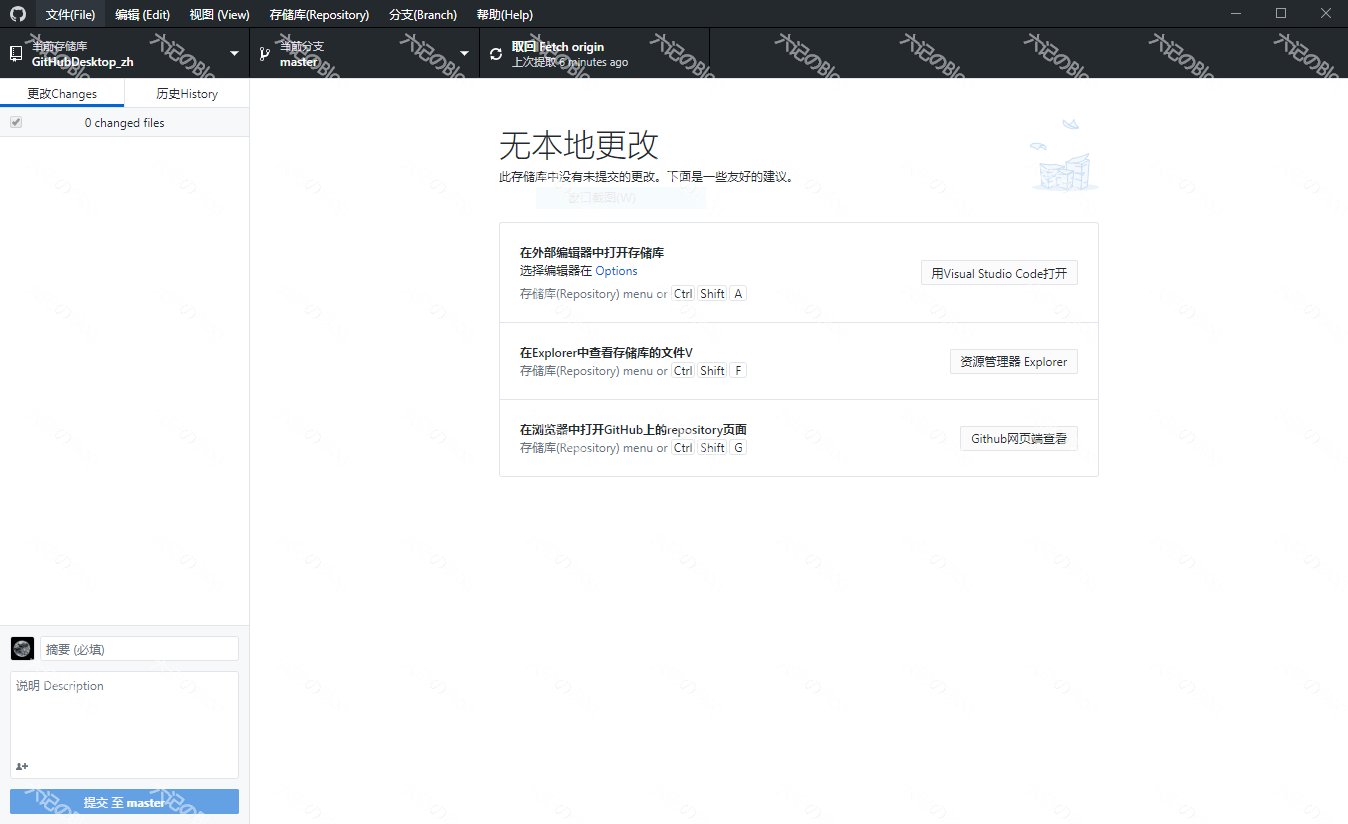 文件(File) 编辑 (Edit) 视图 (View) 存储库(Repository) 分支(Branch) 帮助(Help)
当前存储库
GitHubDesktop_zh
当前分支
master
取回 Fetch origin
上次提取 6 minutes ago
更改Changes
历史History
0 changed files
无本地更改
此存储库中没有未提交的更改。下面是一些友好的建议。
窗口截图(W)
在外部编辑器中打开存储库
选择编辑器在 Options
存储库(Repository) menu or Ctrl Shift A
用Visual Studio Code打开
在Explorer中查看存储库的文件V
存储库(Repository) menu or Ctrl Shift F
资源管理器 Explorer
在浏览器中打开GitHub上的repository页面
存储库(Repository) menu or Ctrl Shift G
Github网页端查看
摘要 (必填)
说明 Description
提交 至 master